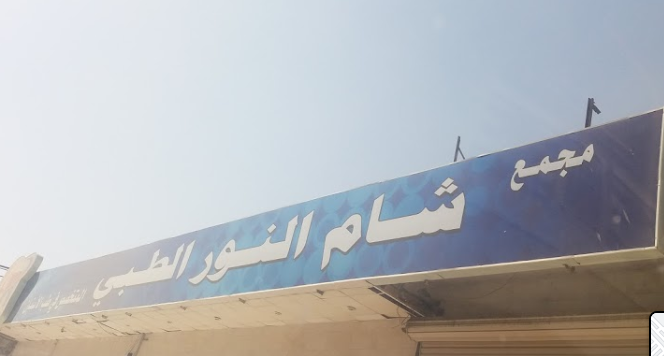 مجمع شام النور الطبي